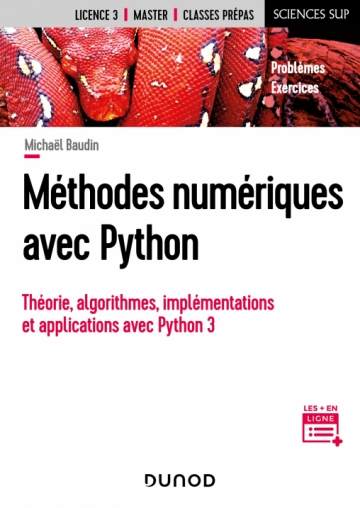 LICENCE 3 | MASTER | CLASSES PRÉPAS
SCIENCES SUP
Problèmes
Exercices
Michaël Baudin
Méthodes numériques
avec Python
Théorie, algorithmes, implémentations
et applications avec Python 3
LES + EN
LIGNE
DUNOD